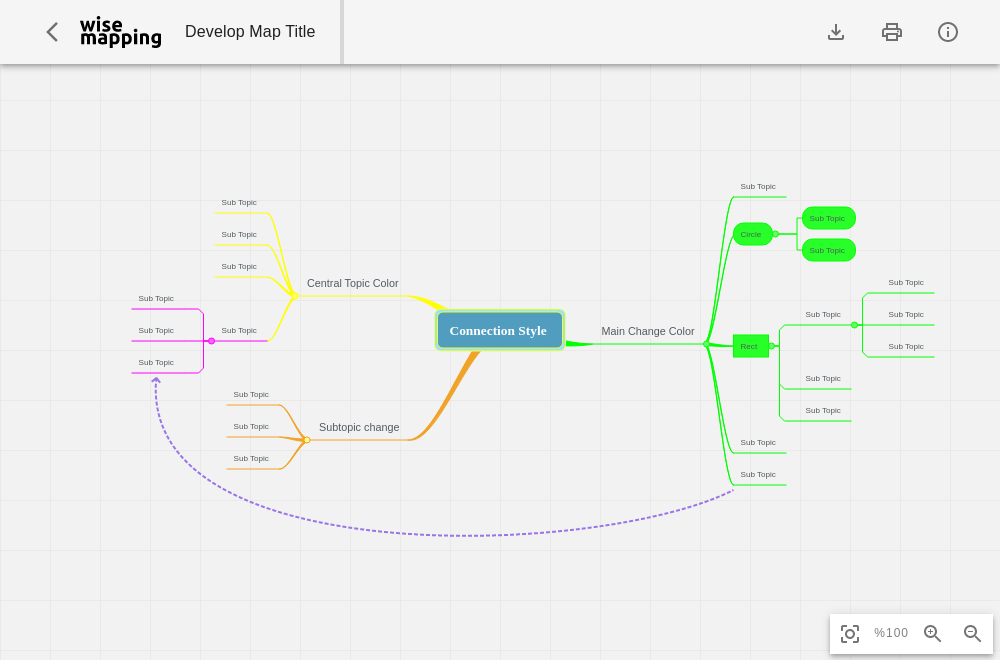 wise
mapping
Develop Map Title
Sub Topic
Sub Topic
Sub Topic
Central Topic Color
Sub Topic
Sub Topic
Sub Topic
Sub Topic
Connection Style
Sub Topic
Sub Topic
Sub Topic
Subtopic change
Main Change Color
Sub Topic
Circle
Sub Topic
Sub Topic
Rect
Sub Topic
Sub Topic
Sub Topic
Sub Topic
Sub Topic
Sub Topic
Sub Topic
Sub Topic
%100